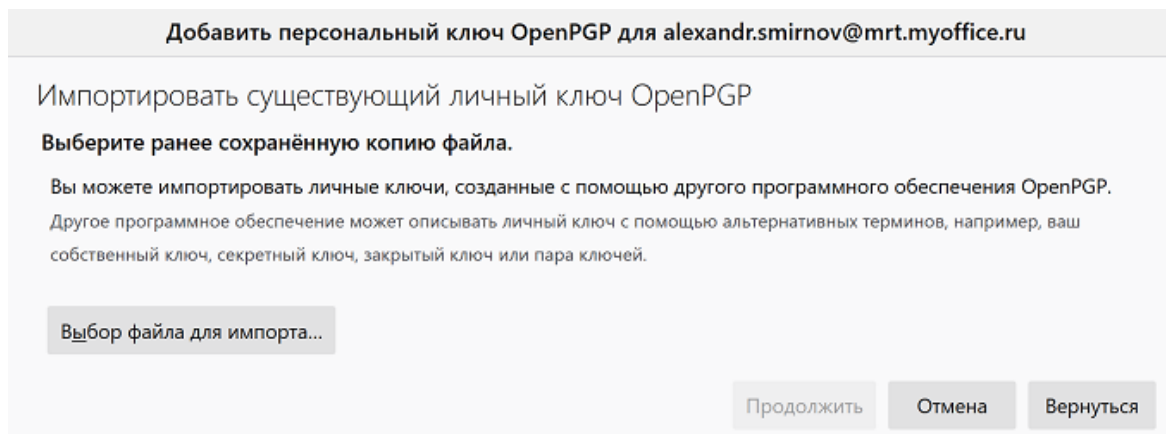 Добавить персональный ключ OpenPGP для alexandr.smirnov@mrt.myoffice.ru
Импортировать существующий личный ключ OpenPGP
Выберите ранее сохранённую копию файла.
Вы можете импортировать личные ключи, созданные с помощью другого программного обеспечения OpenPGP.
Другое программное обеспечение может описывать личный ключ с помощью альтернативных терминов, например, ваш
собственный ключ, секретный ключ, закрытый ключ или пара ключей.
Выбор файла для импорта...
Продолжить Отмена Вернуться